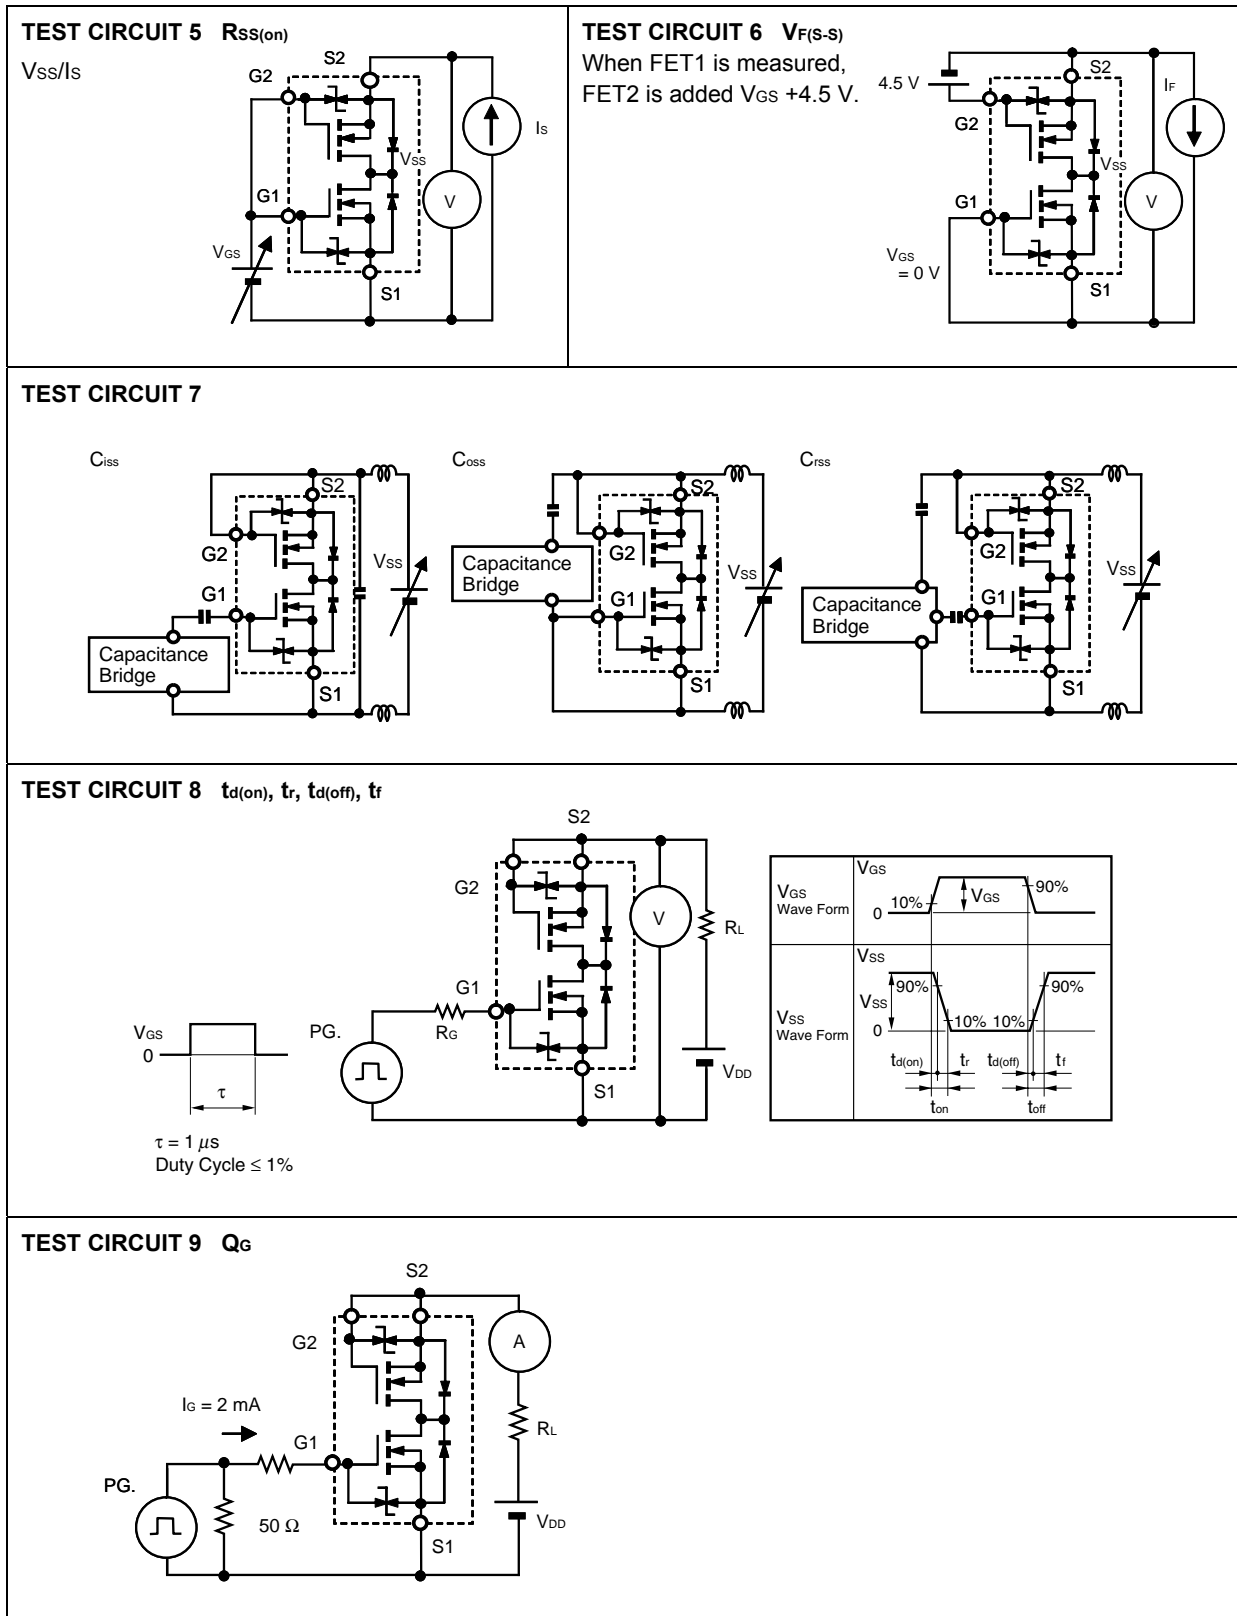 TEST CIRCUIT 5 RSS(on)
VSS/IS
S2
G2
IS
VSS
G1
V
VGS
S1
TEST CIRCUIT 6 VF(S-S)
When FET1 is measured,
FET2 is added VGS +4.5 V.
4.5 V
S2
IF
G2
VSS
G1
V
VGS
= 0 V
S1
TEST CIRCUIT 7
Ciss
S2
G2
VSS
G1
Capacitance
Bridge
S1
Coss
S2
G2
Capacitance
Bridge
VSS
G1
S1
Crss
S2
G2
VSS
Capacitance
Bridge
G1
S1
TEST CIRCUIT 8 td(on), tr, td(off), tf
S2
G2
V
RL
G1
PG.
RG
VGS
0
VDD
S1
τ
τ = 1 μs
Duty Cycle ≤ 1%
VGS
Wave Form
VGS
10%
0
VGS
90%
VSS
Wave Form
VSS
90%
VSS
0
10% 10%
90%
td(on) tr td(off) tf
ton toff
TEST CIRCUIT 9 QG
S2
G2
A
IG = 2 mA
RL
G1
PG.
50 Ω
VDD
S1